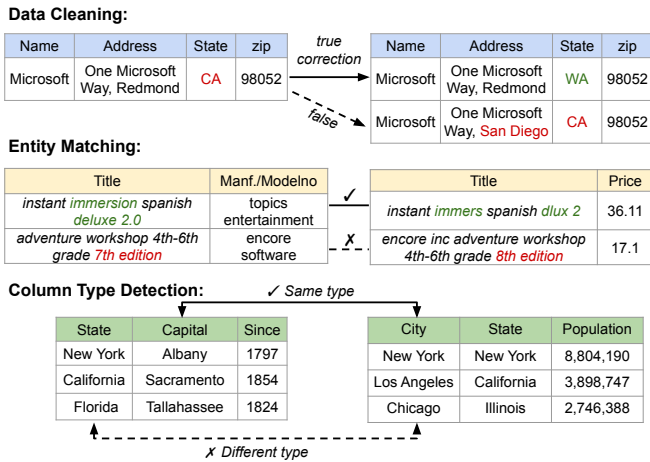 Data Cleaning:
Name Address State zip
Microsoft One Microsoft Way, Redmond CA 98052
true correction
false
Name Address State zip
Microsoft One Microsoft Way, Redmond WA 98052
Microsoft One Microsoft Way, San Diego CA 98052
Entity Matching:
Title Manf./Modelno
instant immersion spanish deluxe 2.0 topics entertainment
adventure workshop 4th-6th grade 7th edition encore software
✓
✗
Title Price
instant immers spanish dlux 2 36.11
encore inc adventure workshop 4th-6th grade 8th edition 17.1
Column Type Detection:
✓ Same type
State Capital Since
New York Albany 1797
California Sacramento 1854
Florida Tallahassee 1824
City State Population
New York New York 8,804,190
Los Angeles California 3,898,747
Chicago Illinois 2,746,388
✗ Different type